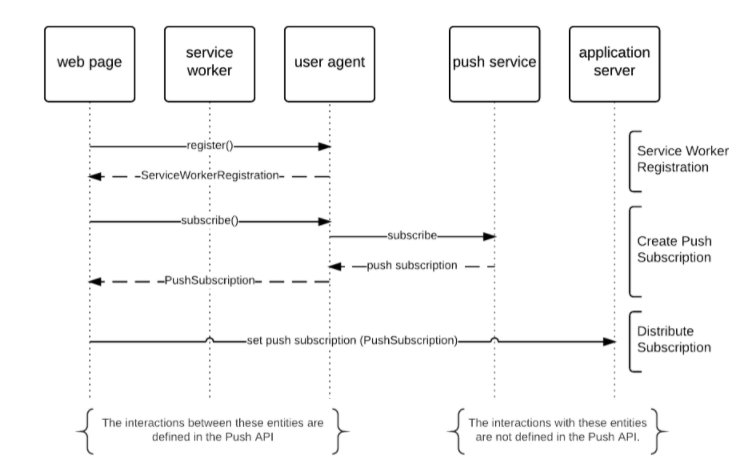 web page
service
worker
user agent
push service
application
server
register()
ServiceWorkerRegistration
Service Worker
Registration
subscribe()
subscribe
push subscription
PushSubscription
Create Push
Subscription
set push subscription (PushSubscription)
Distribute
Subscription
The interactions between these entities are
defined in the Push API
The interactions with these entities
are not defined in the Push API.